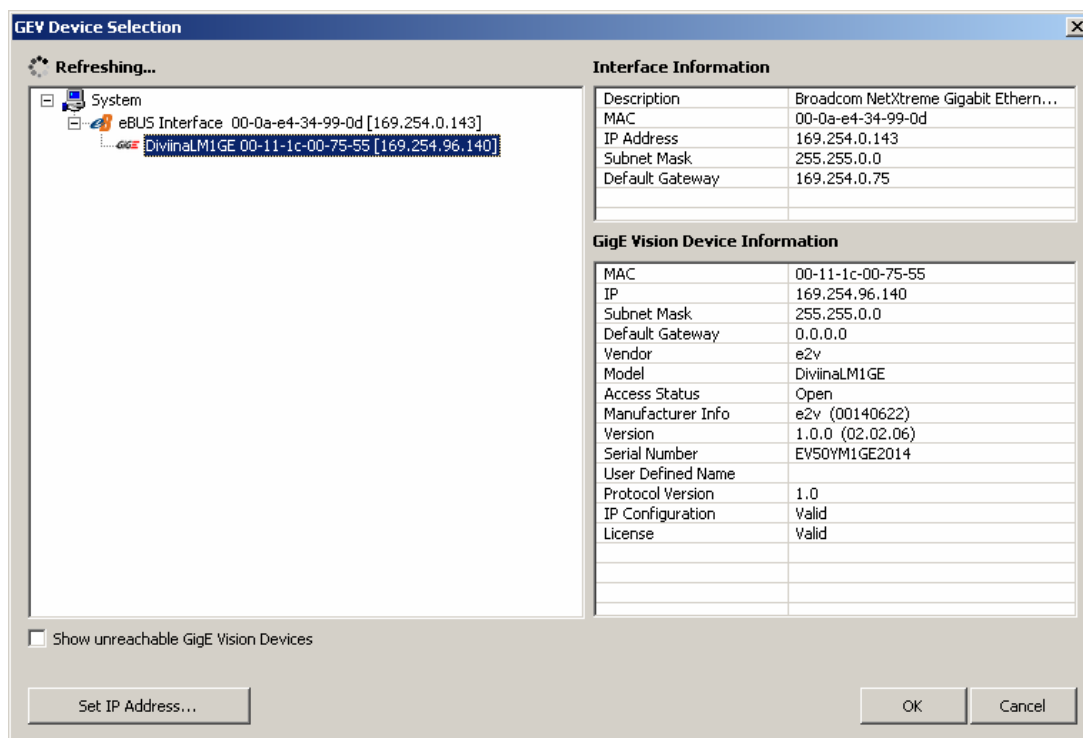 GEV Device Selection
Refreshing...
System
eBUS Interface 00-0a-e4-34-99-0d [169.254.0.143]
GIGE DiviinaLM1GE 00-11-1c-00-75-55 [169.254.96.140]
Interface Information
Description Broadcom NetXtreme Gigabit Ethern...
MAC 00-0a-e4-34-99-0d
IP Address 169.254.0.143
Subnet Mask 255.255.0.0
Default Gateway 169.254.0.75
GigE Vision Device Information
MAC 00-11-1c-00-75-55
IP 169.254.96.140
Subnet Mask 255.255.0.0
Default Gateway 0.0.0.0
Vendor e2v
Model DiviinaLM1GE
Access Status Open
Manufacturer Info e2v (00140622)
Version 1.0.0 (02.02.06)
Serial Number EV50YM1GE2014
User Defined Name
Protocol Version 1.0
IP Configuration Valid
License Valid
Show unreachable GigE Vision Devices
Set IP Address...
OK
Cancel